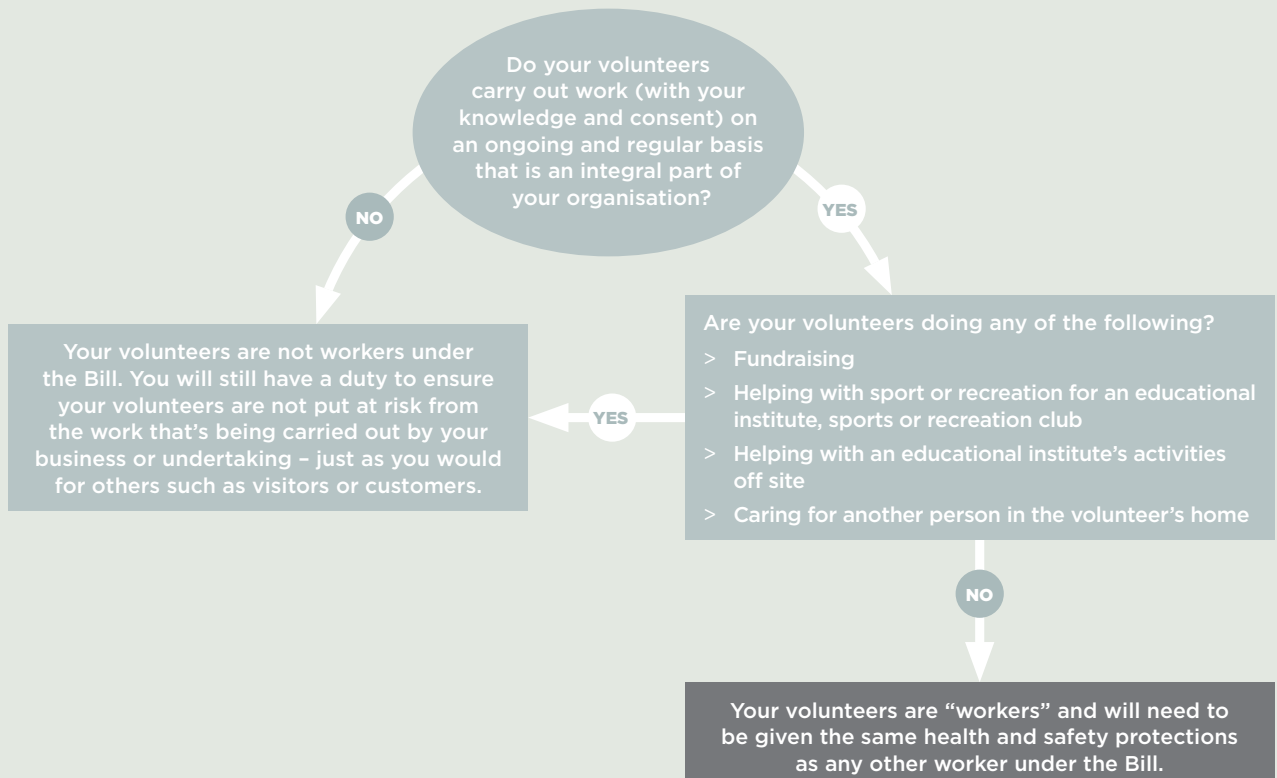 Do your volunteers
carry out work (with your
knowledge and consent) on
an ongoing and regular basis
that is an integral part of
your organisation?
NO
YES
Your volunteers are not workers under
the Bill. You will still have a duty to ensure
your volunteers are not put at risk from
the work that’s being carried out by your
business or undertaking – just as you would
for others such as visitors or customers.
YES
Are your volunteers doing any of the following?
> Fundraising
> Helping with sport or recreation for an educational
institute, sports or recreation club
> Helping with an educational institute’s activities
off site
> Caring for another person in the volunteer’s home
NO
Your volunteers are “workers” and will need to
be given the same health and safety protections
as any other worker under the Bill.